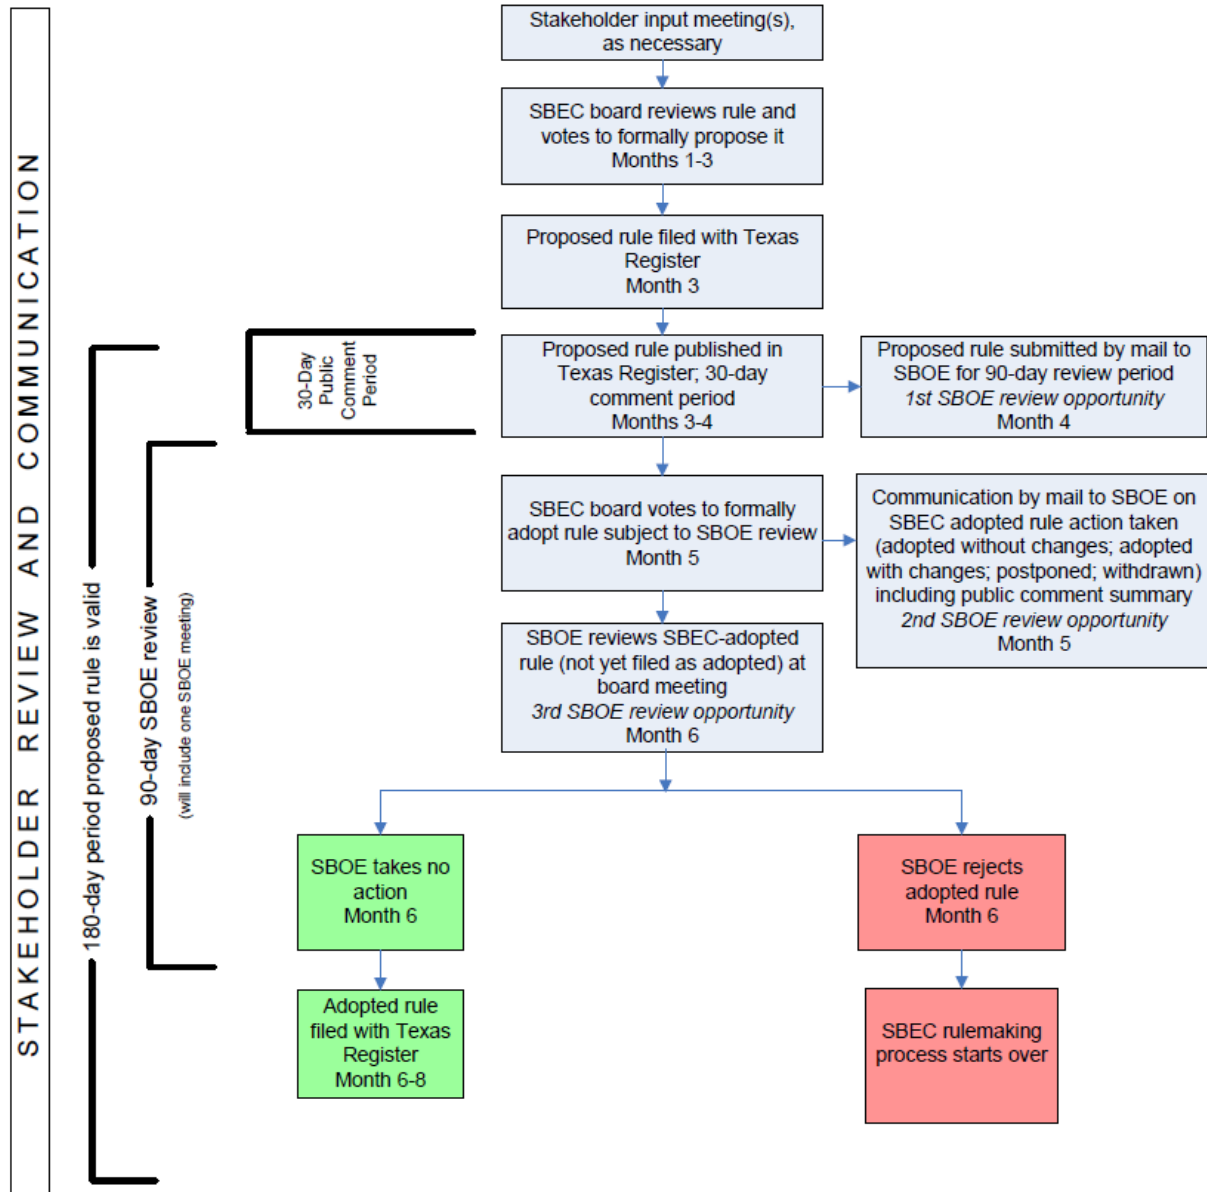 STAKEHOLDER REVIEW AND COMMUNICATION
Stakeholder input meeting(s),
as necessary
SBEC board reviews rule and
votes to formally propose it
Months 1-3
Proposed rule filed with Texas
Register
Month 3
30-Day
Public
Comment
Period
Proposed rule published in
Texas Register; 30-day
comment period
Months 3-4
Proposed rule submitted by mail to
SBOE for 90-day review period
1st SBOE review opportunity
Month 4
180-day period proposed rule is valid
90-day SBOE review
(will include one SBOE meeting)
SBEC board votes to formally
adopt rule subject to SBOE review
Month 5
Communication by mail to SBOE on
SBEC adopted rule action taken
(adopted without changes; adopted
with changes; postponed; withdrawn)
including public comment summary
2nd SBOE review opportunity
Month 5
SBOE reviews SBEC-adopted
rule (not yet filed as adopted) at
board meeting
3rd SBOE review opportunity
Month 6
SBOE takes no
action
Month 6
SBOE rejects
adopted rule
Month 6
Adopted rule
filed with Texas
Register
Month 6-8
SBEC rulemaking
process starts over